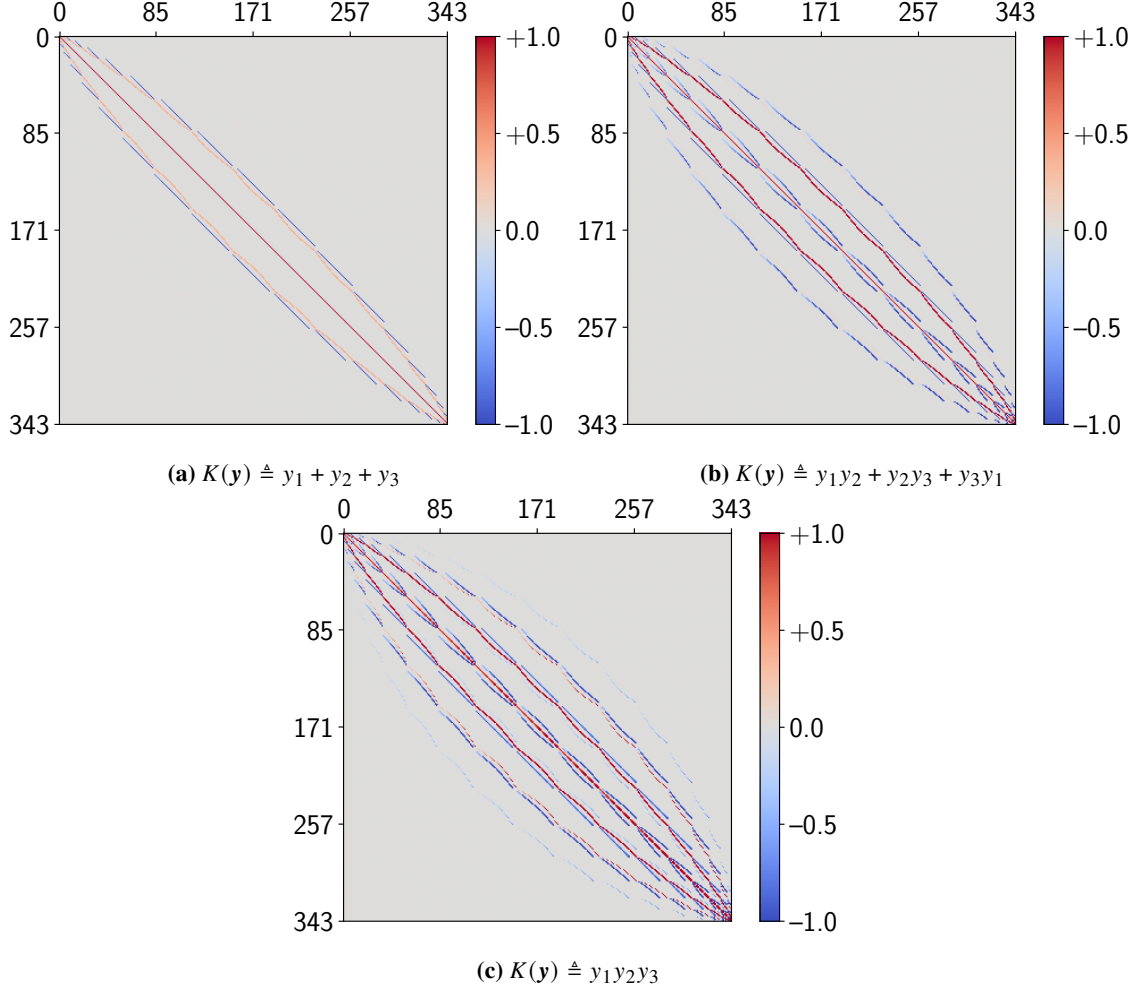 0 85 171 257 343 0 85 171 257 343
0 +1.0 0 +1.0
85 +0.5 85 +0.5
171 0.0 171 0.0
257 −0.5 257 −0.5
343 −1.0 343 −1.0
(a) K(y) ≜ y₁ + y₂ + y₃ (b) K(y) ≜ y₁y₂ + y₂y₃ + y₃y₁
0 85 171 257 343
0 +1.0
85 +0.5
171 0.0
257 −0.5
343 −1.0
(c) K(y) ≜ y₁y₂y₃